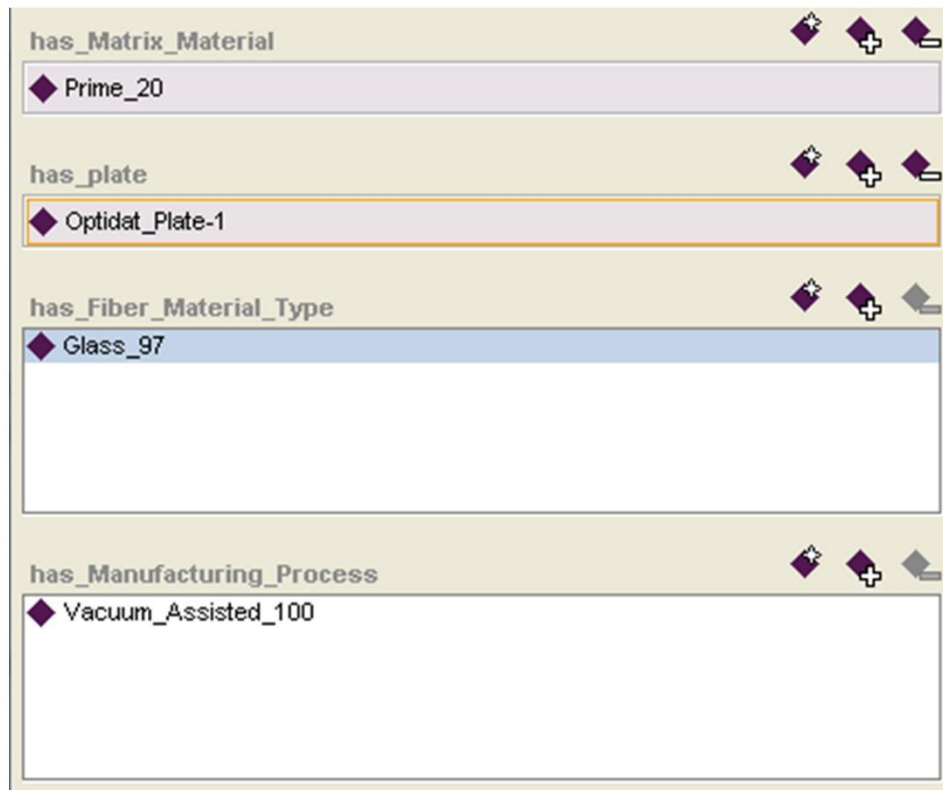 has_Matrix_Material
Prime_20
has_plate
Optidat_Plate-1
has_Fiber_Material_Type
Glass_97
has_Manufacturing_Process
Vacuum_Assisted_100